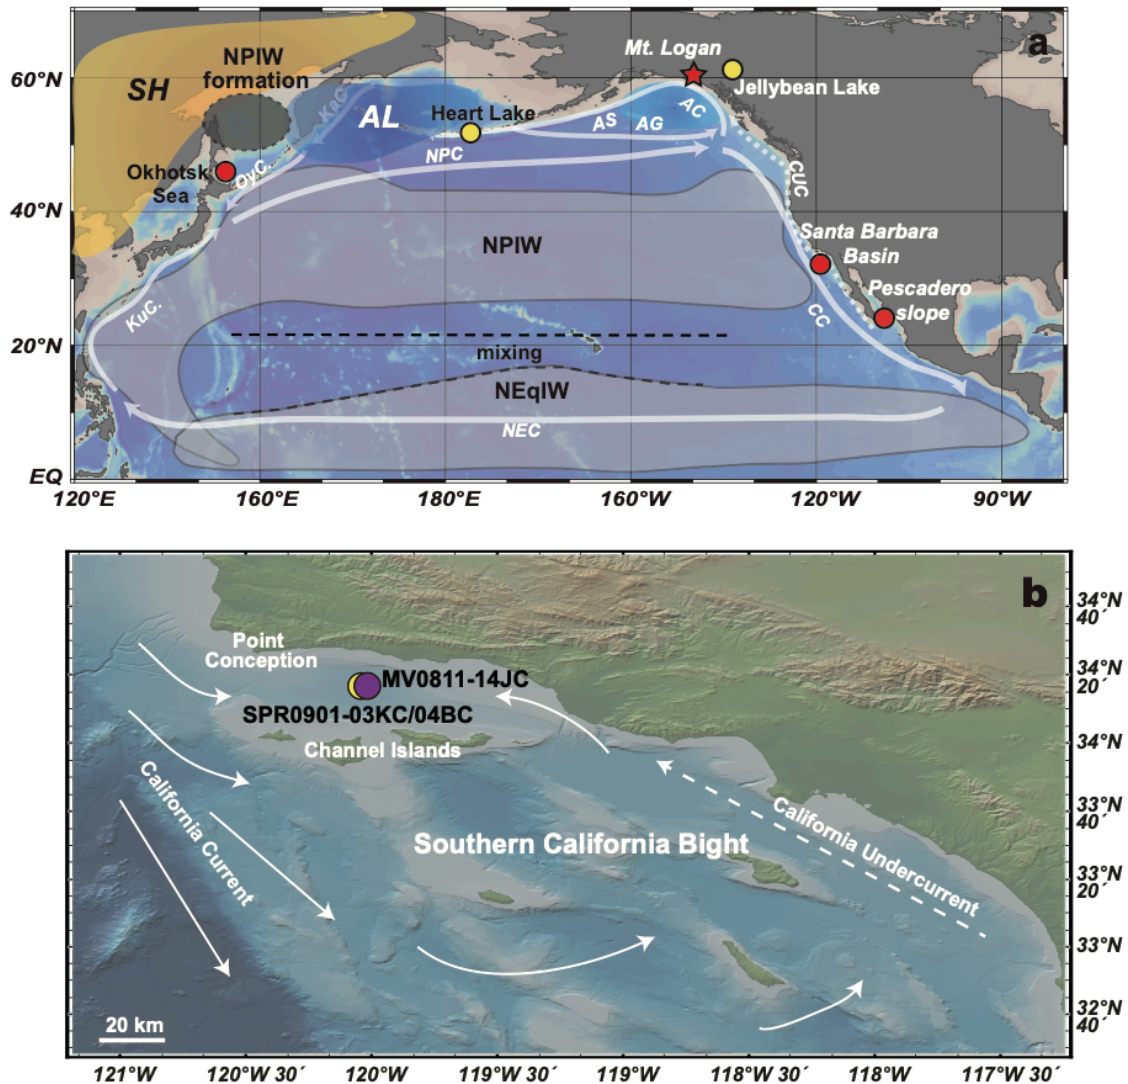 a
60°N
40°N
20°N
EQ
120°E
160°E
180°E
160°W
120°W
90°W
SH
NPIW
formation
KaC.
AL
Heart Lake
Mt. Logan
Jellybean Lake
AS
AG
AC
Okhotsk
Sea
OyC.
NPC
CUC
NPIW
Santa Barbara
Basin
Pescadero
slope
KuC.
CC
mixing
NEqIW
NEC
b
Point
Conception
MV0811-14JC
SPR0901-03KC/04BC
Channel Islands
California Current
Southern California Bight
California Undercurrent
20 km
34°N
40´
34°N
20´
34°N
33°N
40´
33°N
20´
33°N
32°N
40´
121°W
120°W 30´
120°W
119°W 30´
119°W
118°W 30´
118°W
117°W 30´